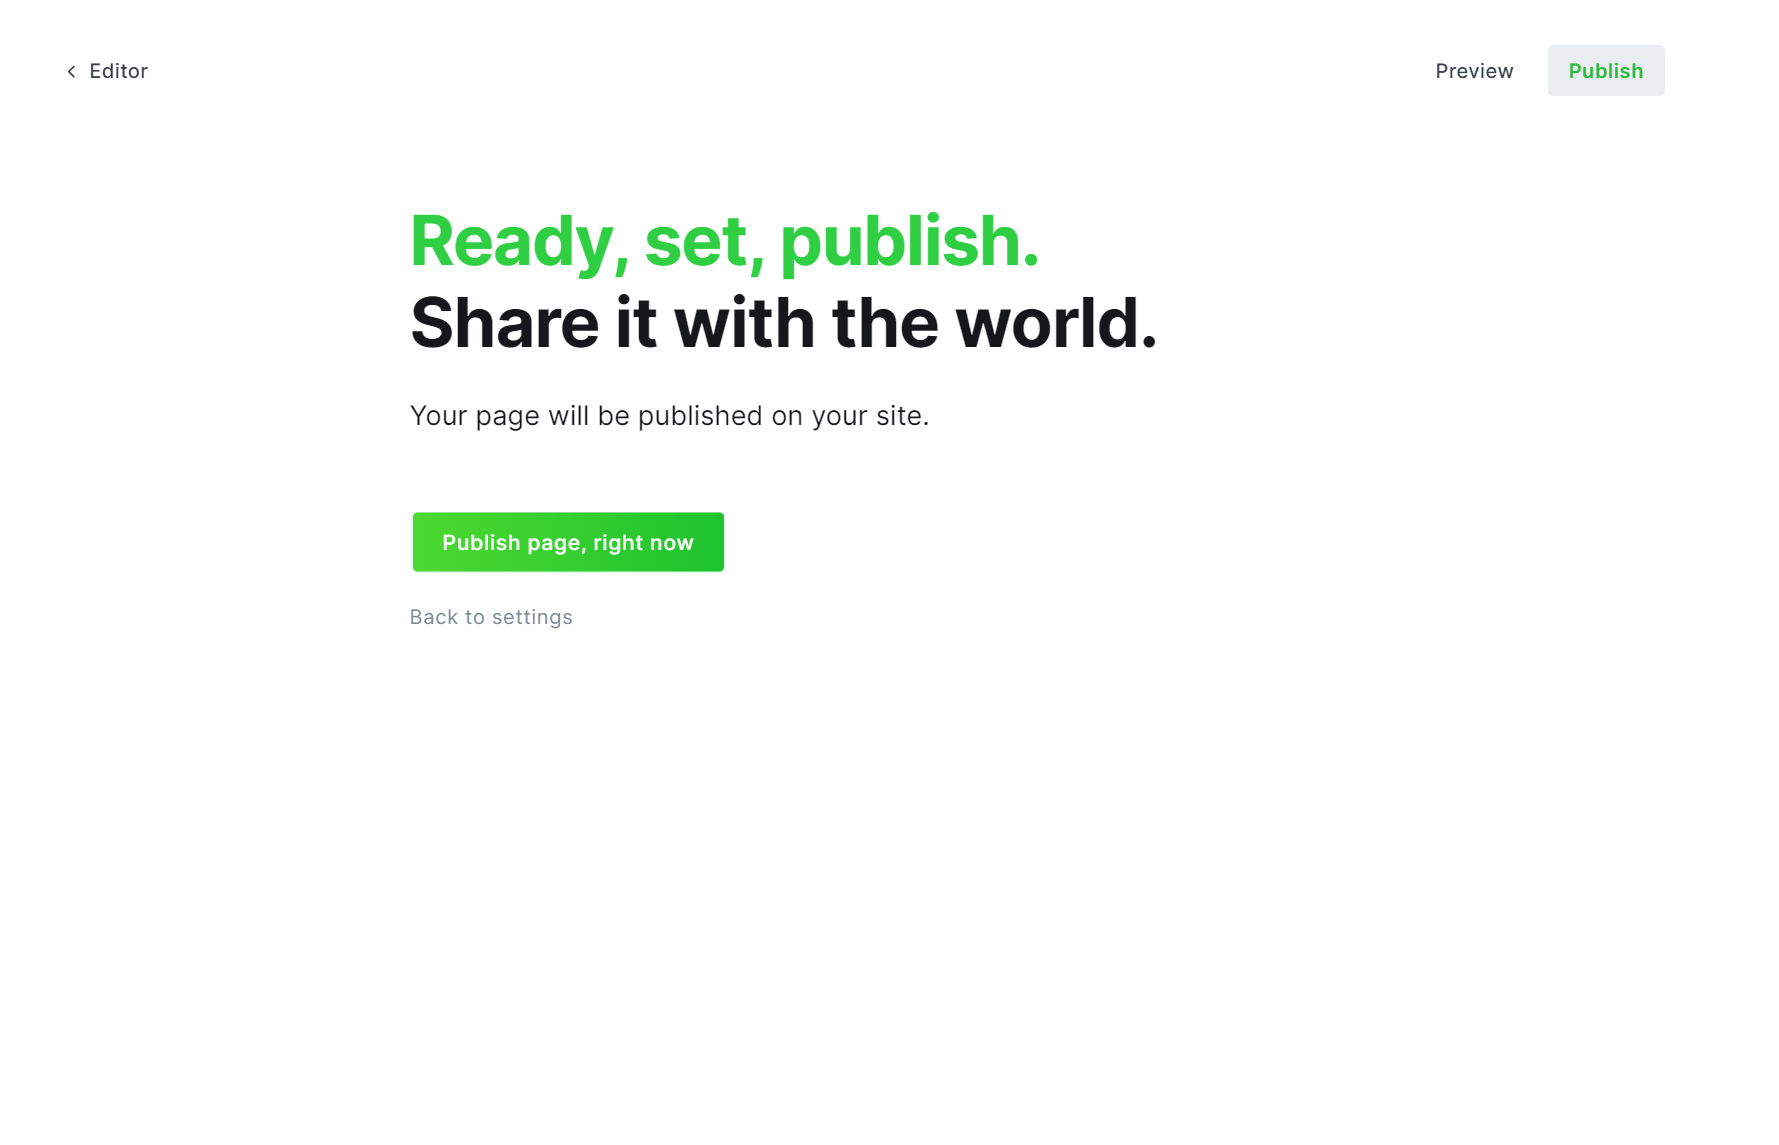 Editor
Preview
Publish
Ready, set, publish.
Share it with the world.
Your page will be published on your site.
Publish page, right now
Back to settings